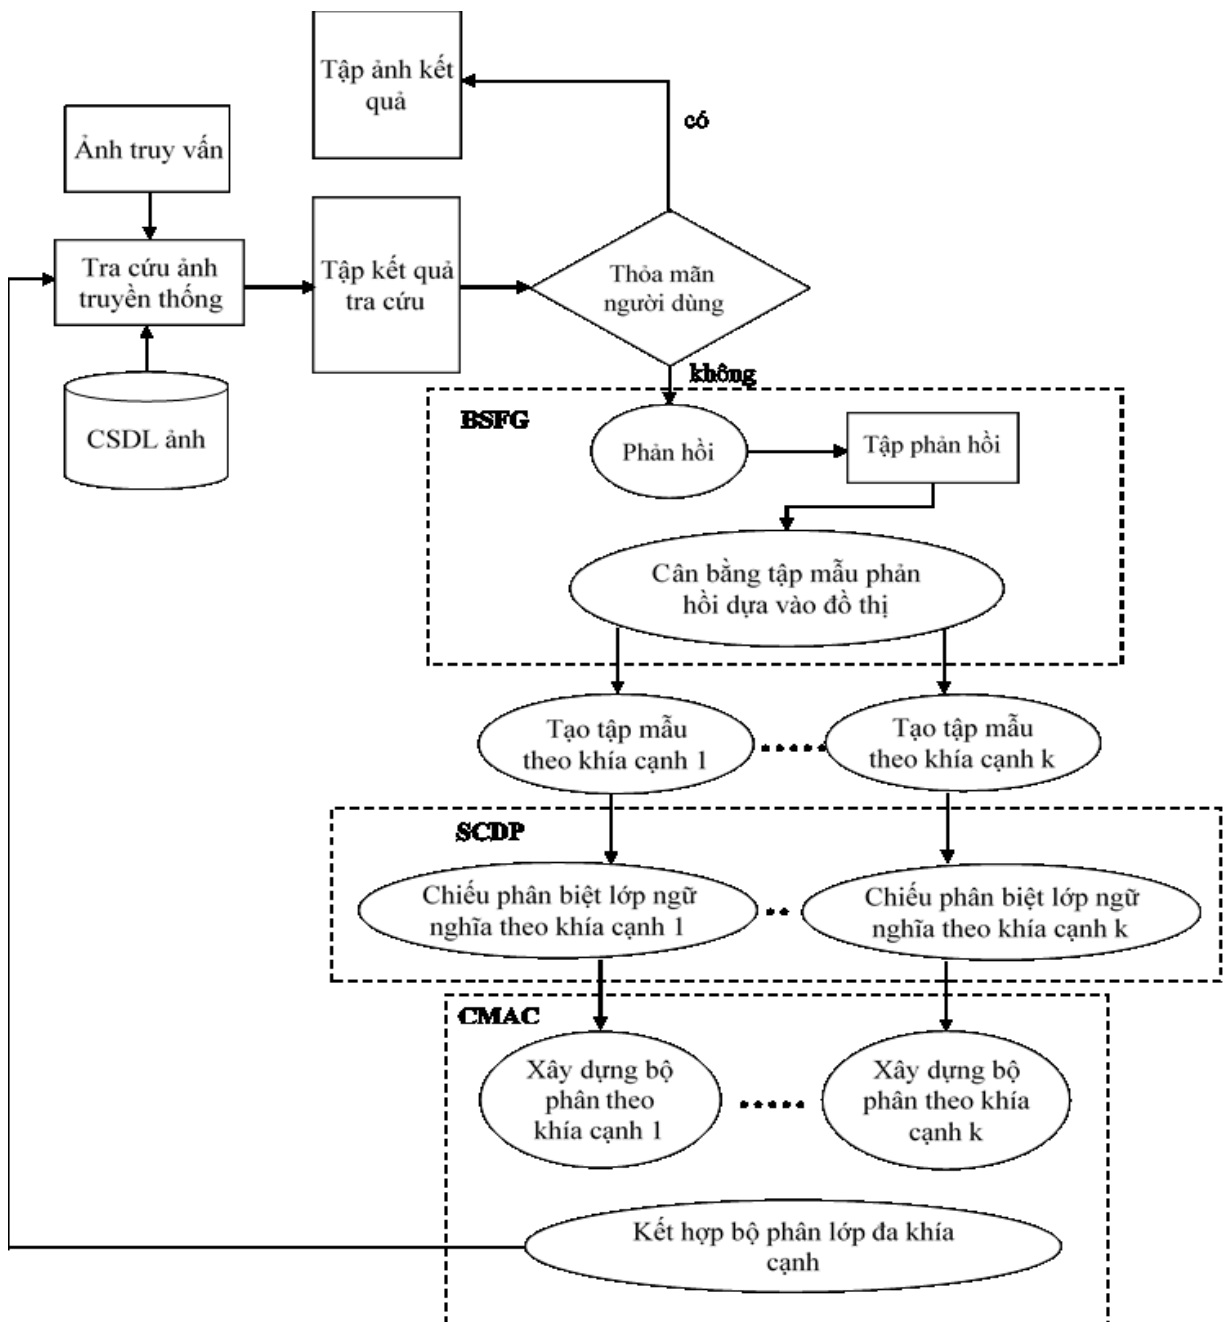 Tập ảnh kết
quả
có
Ảnh truy vấn
Tra cứu ảnh
truyền thống
Tập kết quả
tra cứu
Thỏa mãn
người dùng
không
CSDL ảnh
BSFG
Phản hồi
Tập phản hồi
Cân bằng tập mẫu phản
hồi dựa vào đồ thị
Tạo tập mẫu
theo khía cạnh 1
Tạo tập mẫu
theo khía cạnh k
SCDP
Chiếu phân biệt lớp ngữ
nghĩa theo khía cạnh 1
Chiếu phân biệt lớp ngữ
nghĩa theo khía cạnh k
CMAC
Xây dựng bộ
phân theo
khía cạnh 1
Xây dựng bộ
phân theo khía
cạnh k
Kết hợp bộ phân lớp đa khía
cạnh